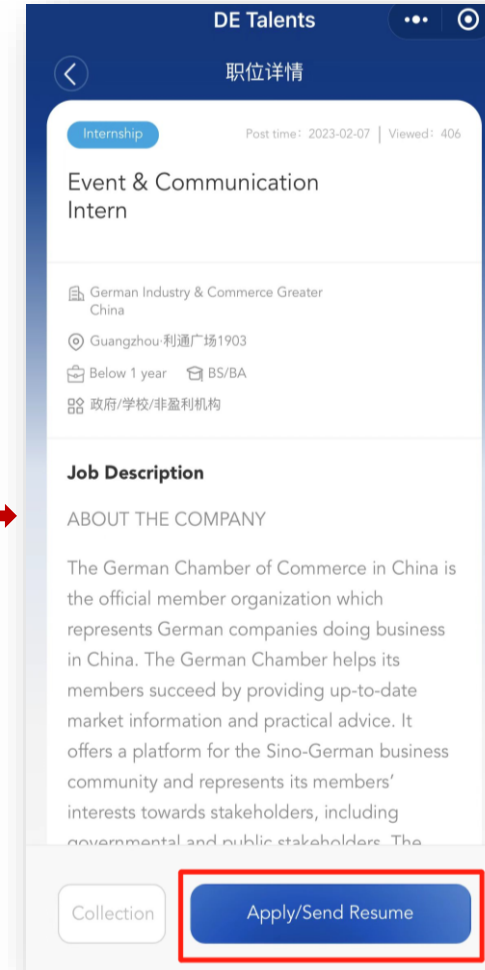 DE Talents
职位详情
Internship
Post time: 2023-02-07 | Viewed: 406
Event & Communication
Intern
German Industry & Commerce Greater
China
Guangzhou·利通广场1903
Below 1 year BS/BA
政府/学校/非盈利机构
Job Description
ABOUT THE COMPANY
The German Chamber of Commerce in China is
the official member organization which
represents German companies doing business
in China. The German Chamber helps its
members succeed by providing up-to-date
market information and practical advice. It
offers a platform for the Sino-German business
community and represents its members'
interests towards stakeholders, including
governmental and public stakeholders. The
Collection
Apply/Send Resume